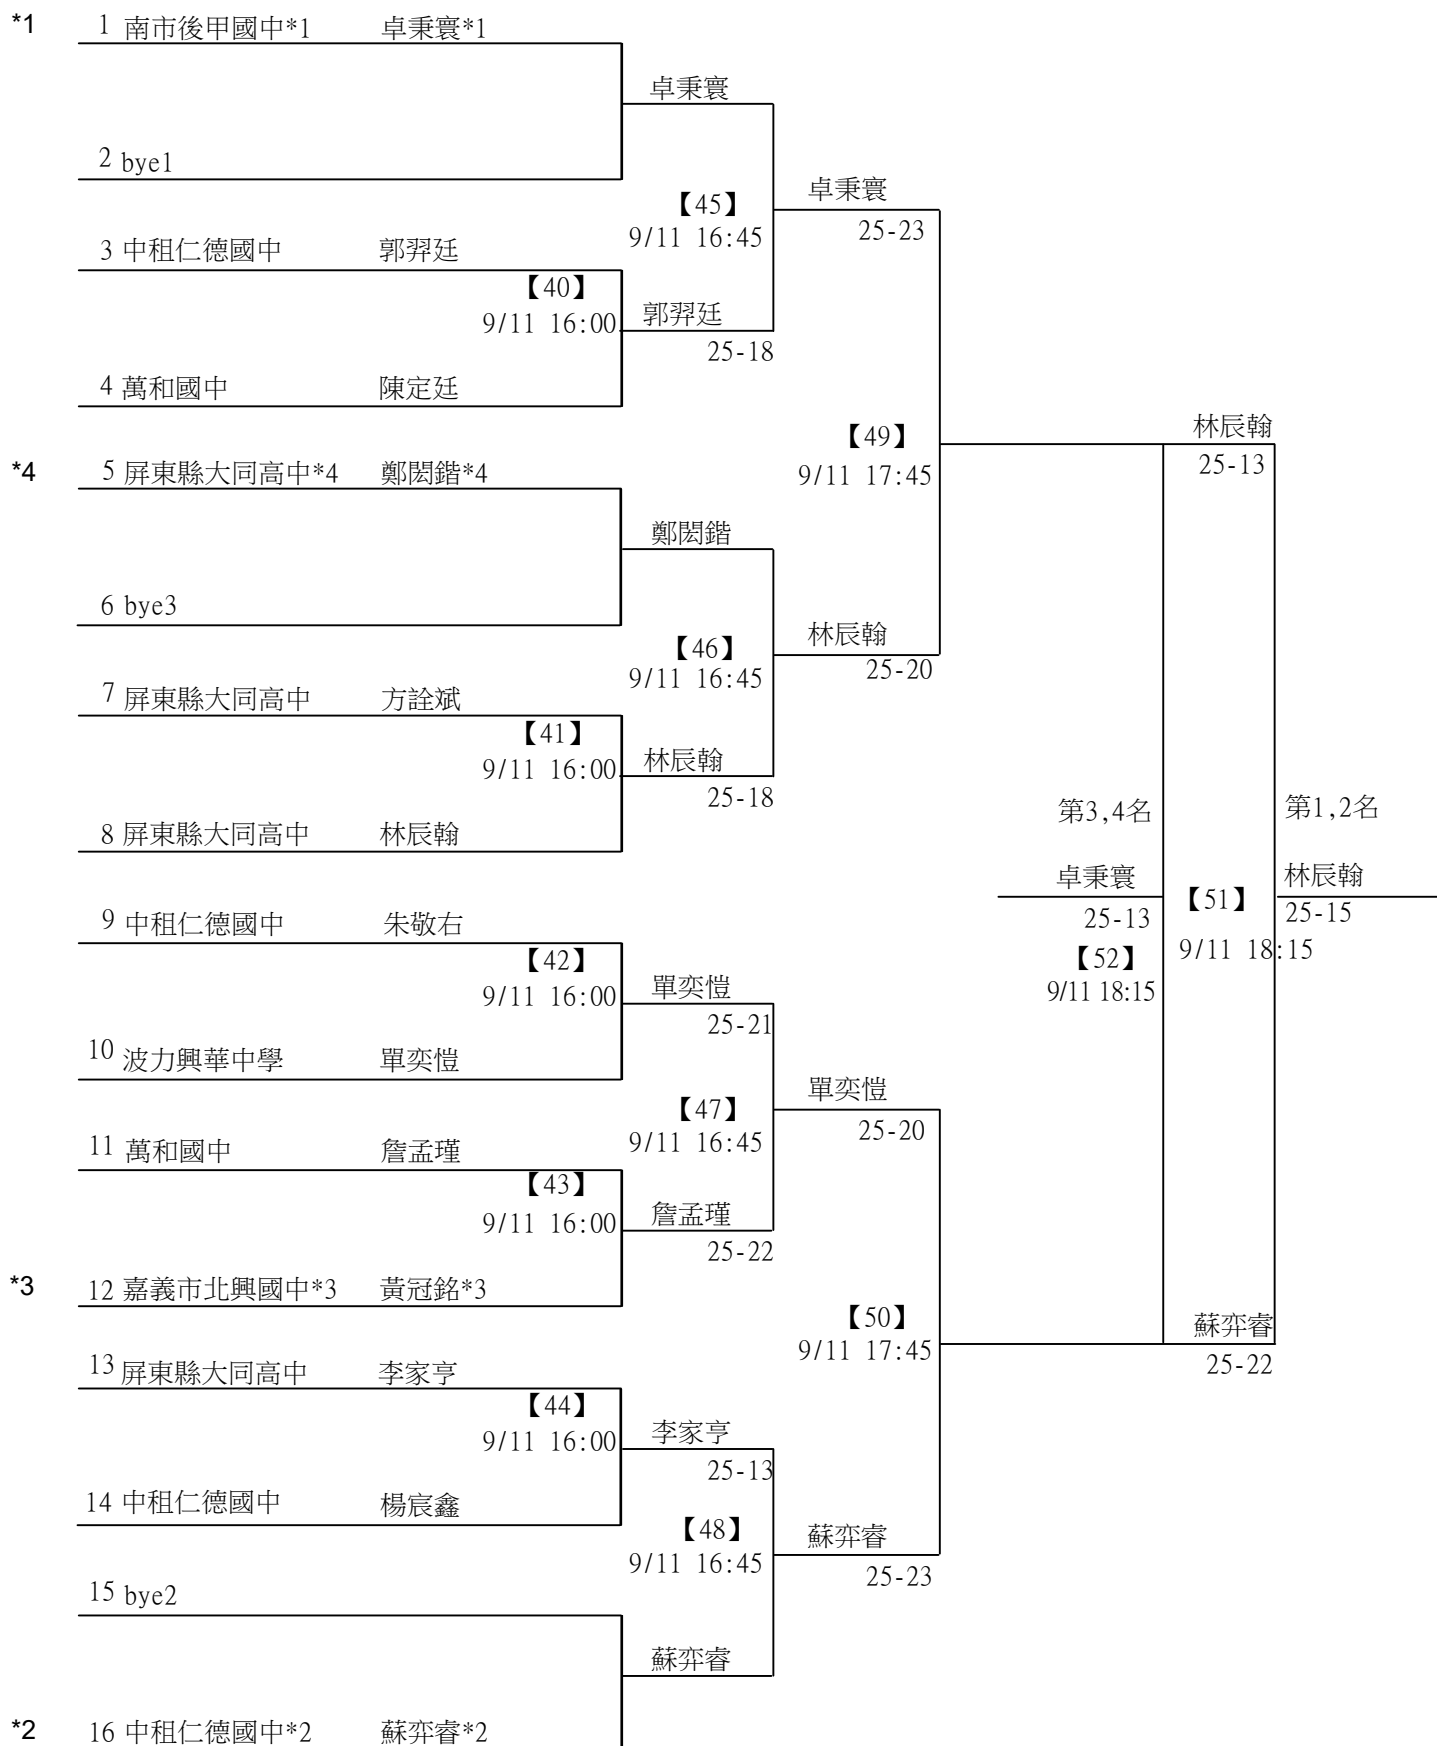 *1 1 南市後甲國中*1 卓秉寰*1
卓秉寰
2 bye1
卓秉寰
【45】
25-23
9/11 16:45
3 中租仁德國中 郭羿廷
【40】
郭羿廷
9/11 16:00
25-18
4 萬和國中 陳定廷
林辰翰
【49】
*4 5 屏東縣大同高中*4 鄭閎鍇*4
25-13
9/11 17:45
鄭閎鍇
6 bye3
林辰翰
【46】
25-20
9/11 16:45
7 屏東縣大同高中 方詮斌
【41】
林辰翰
9/11 16:00
25-18
第3,4名 第1,2名
8 屏東縣大同高中 林辰翰
卓秉寰 林辰翰
【51】
25-13 25-15
9 中租仁德國中 朱敬右
9/11 18:15
【42】
【52】
單奕愷
9/11 16:00
9/11 18:15
25-21
10 波力興華中學 單奕愷
單奕愷
【47】
25-20
9/11 16:45
11 萬和國中 詹孟瑾
【43】
詹孟瑾
9/11 16:00
25-22
*3 12 嘉義市北興國中*3 黃冠銘*3
【50】
蘇弈睿
9/11 17:45
25-22
13 屏東縣大同高中 李家亨
【44】
李家亨
9/11 16:00
25-13
14 中租仁德國中 楊宸鑫
【48】
蘇弈睿
9/11 16:45
25-23
15 bye2
蘇弈睿
*2 16 中租仁德國中*2 蘇弈睿*2